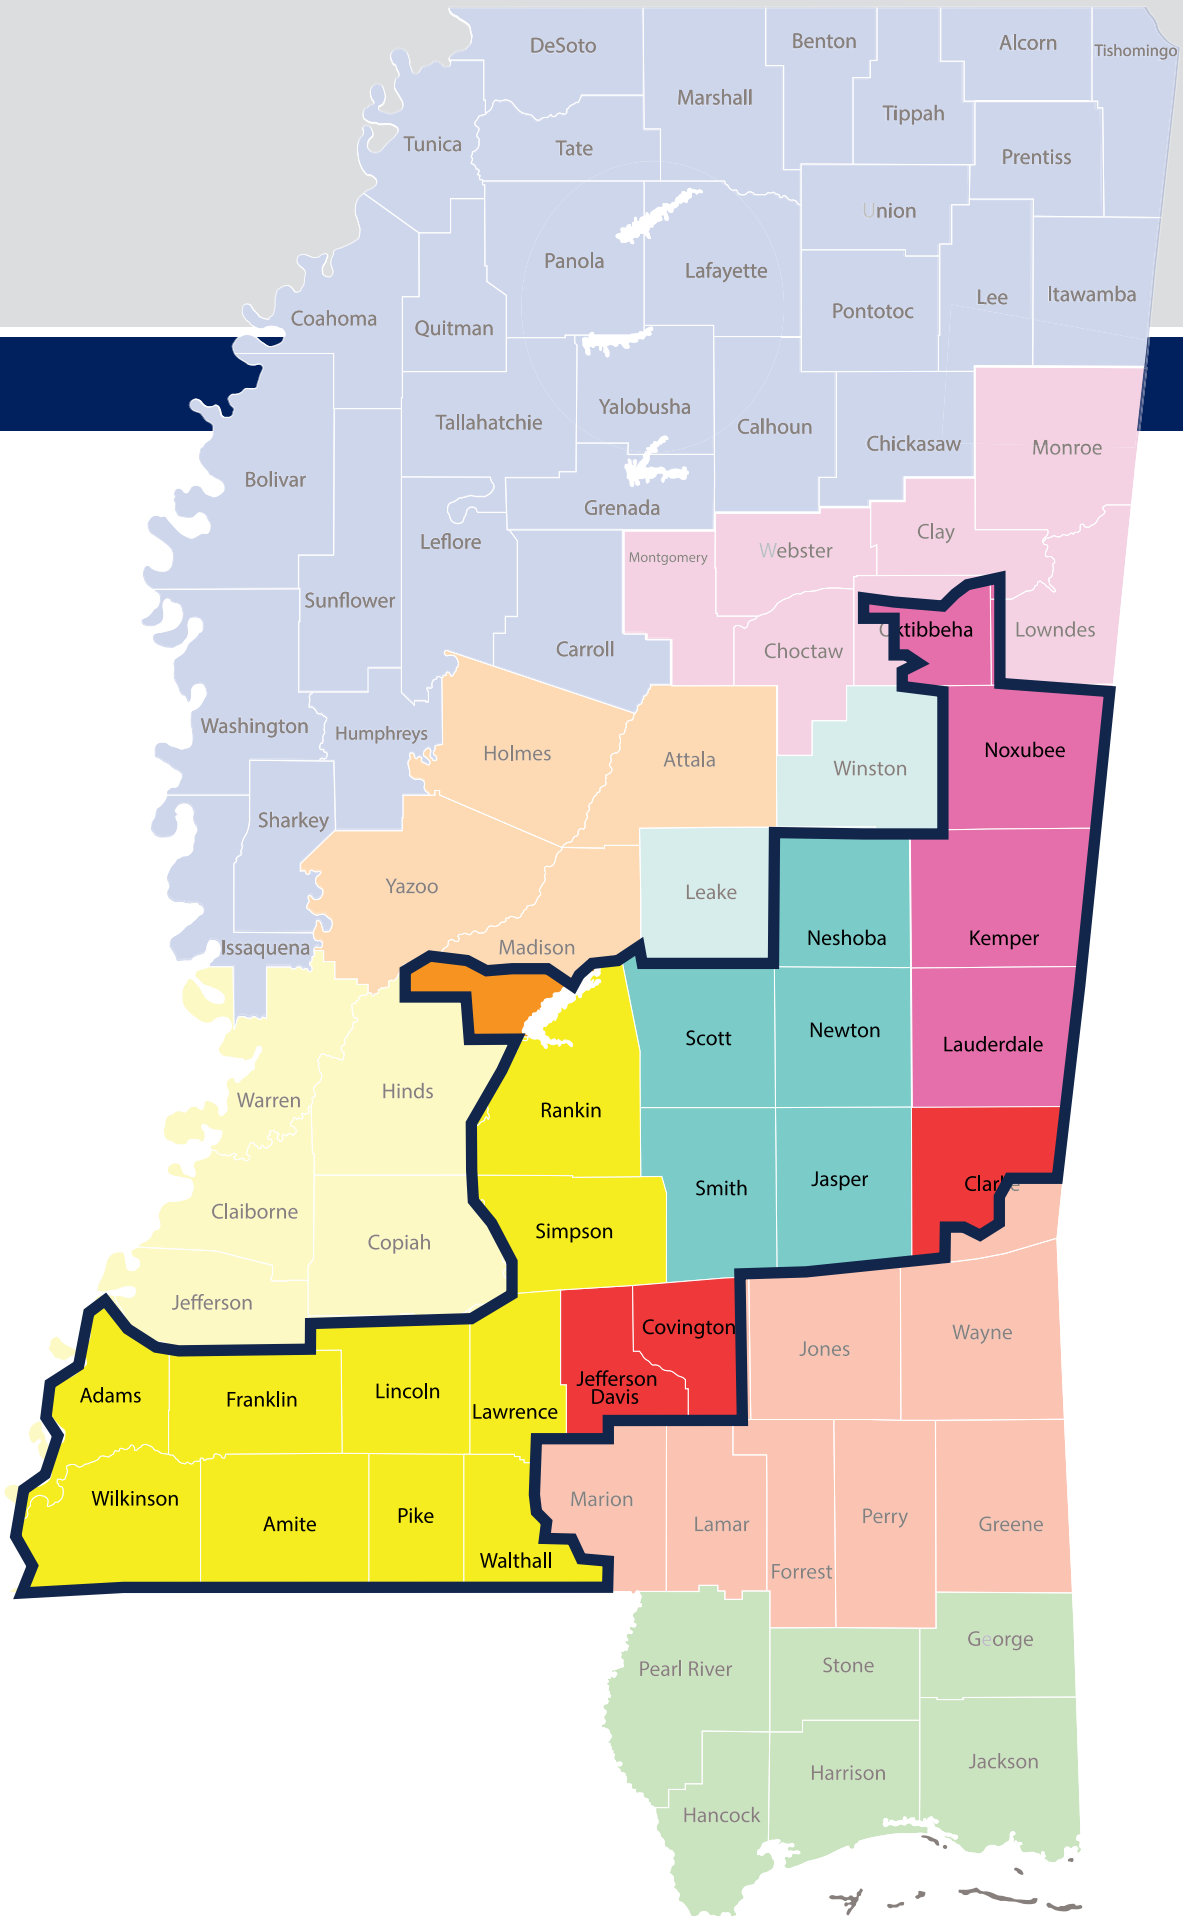 DeSoto
Benton
Alcorn
Tishomingo
Marshall
Tippah
Tunica
Tate
Prentiss
Union
Panola
Lafayette
Itawamba
Lee
Pontotoc
Coahoma
Quitman
Yalobusha
Tallahatchie
Calhoun
Chickasaw
Monroe
Bolivar
Grenada
Clay
Leflore
Webster
Montgomery
Sunflower
Oktibbeha
Lowndes
Carroll
Choctaw
Washington
Humphreys
Holmes
Attala
Noxubee
Winston
Sharkey
Yazoo
Leake
Neshoba
Kemper
Issaquena
Madison
Scott
Newton
Lauderdale
Hinds
Warren
Rankin
Smith
Jasper
Clarke
Claiborne
Copiah
Simpson
Jefferson
Covington
Wayne
Jones
Jefferson
Davis
Adams
Franklin
Lincoln
Lawrence
Wilkinson
Amite
Pike
Marion
Lamar
Perry
Greene
Walthall
Forrest
George
Pearl River
Stone
Harrison
Jackson
Hancock